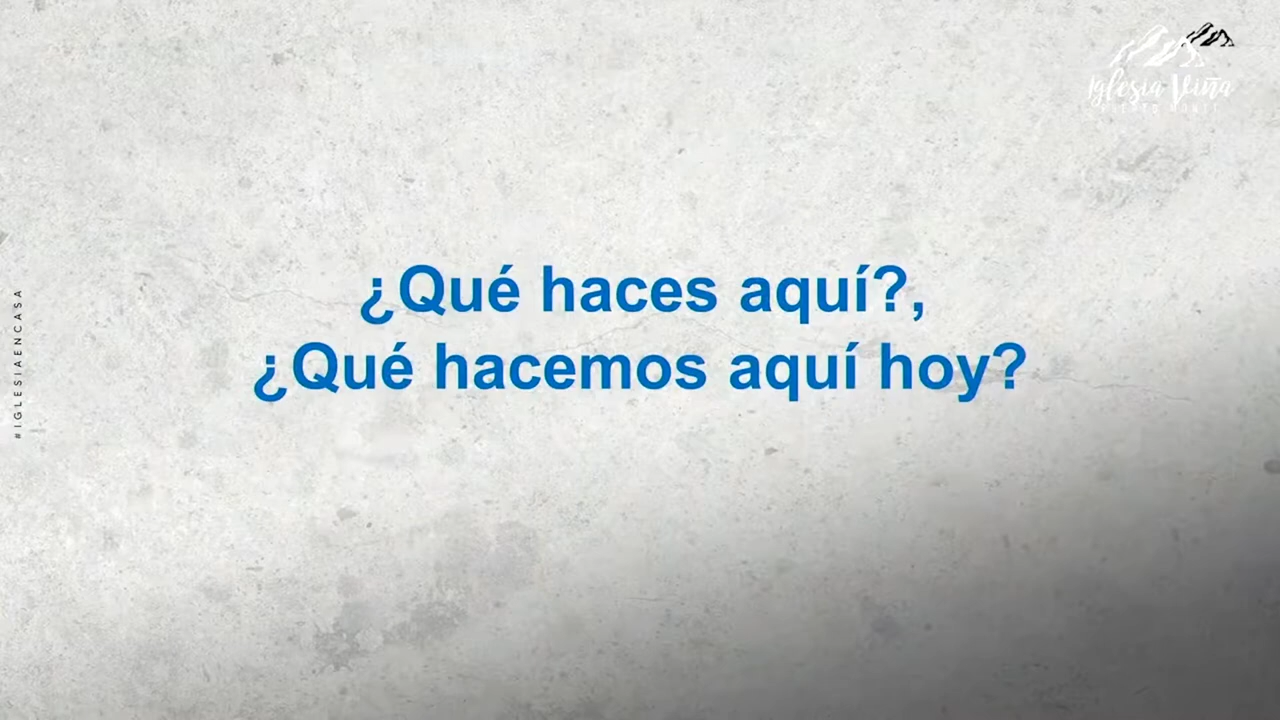 Iglesia Viña
#IGLESIAENCASA
¿Qué haces aquí?,
¿Qué hacemos aquí hoy?